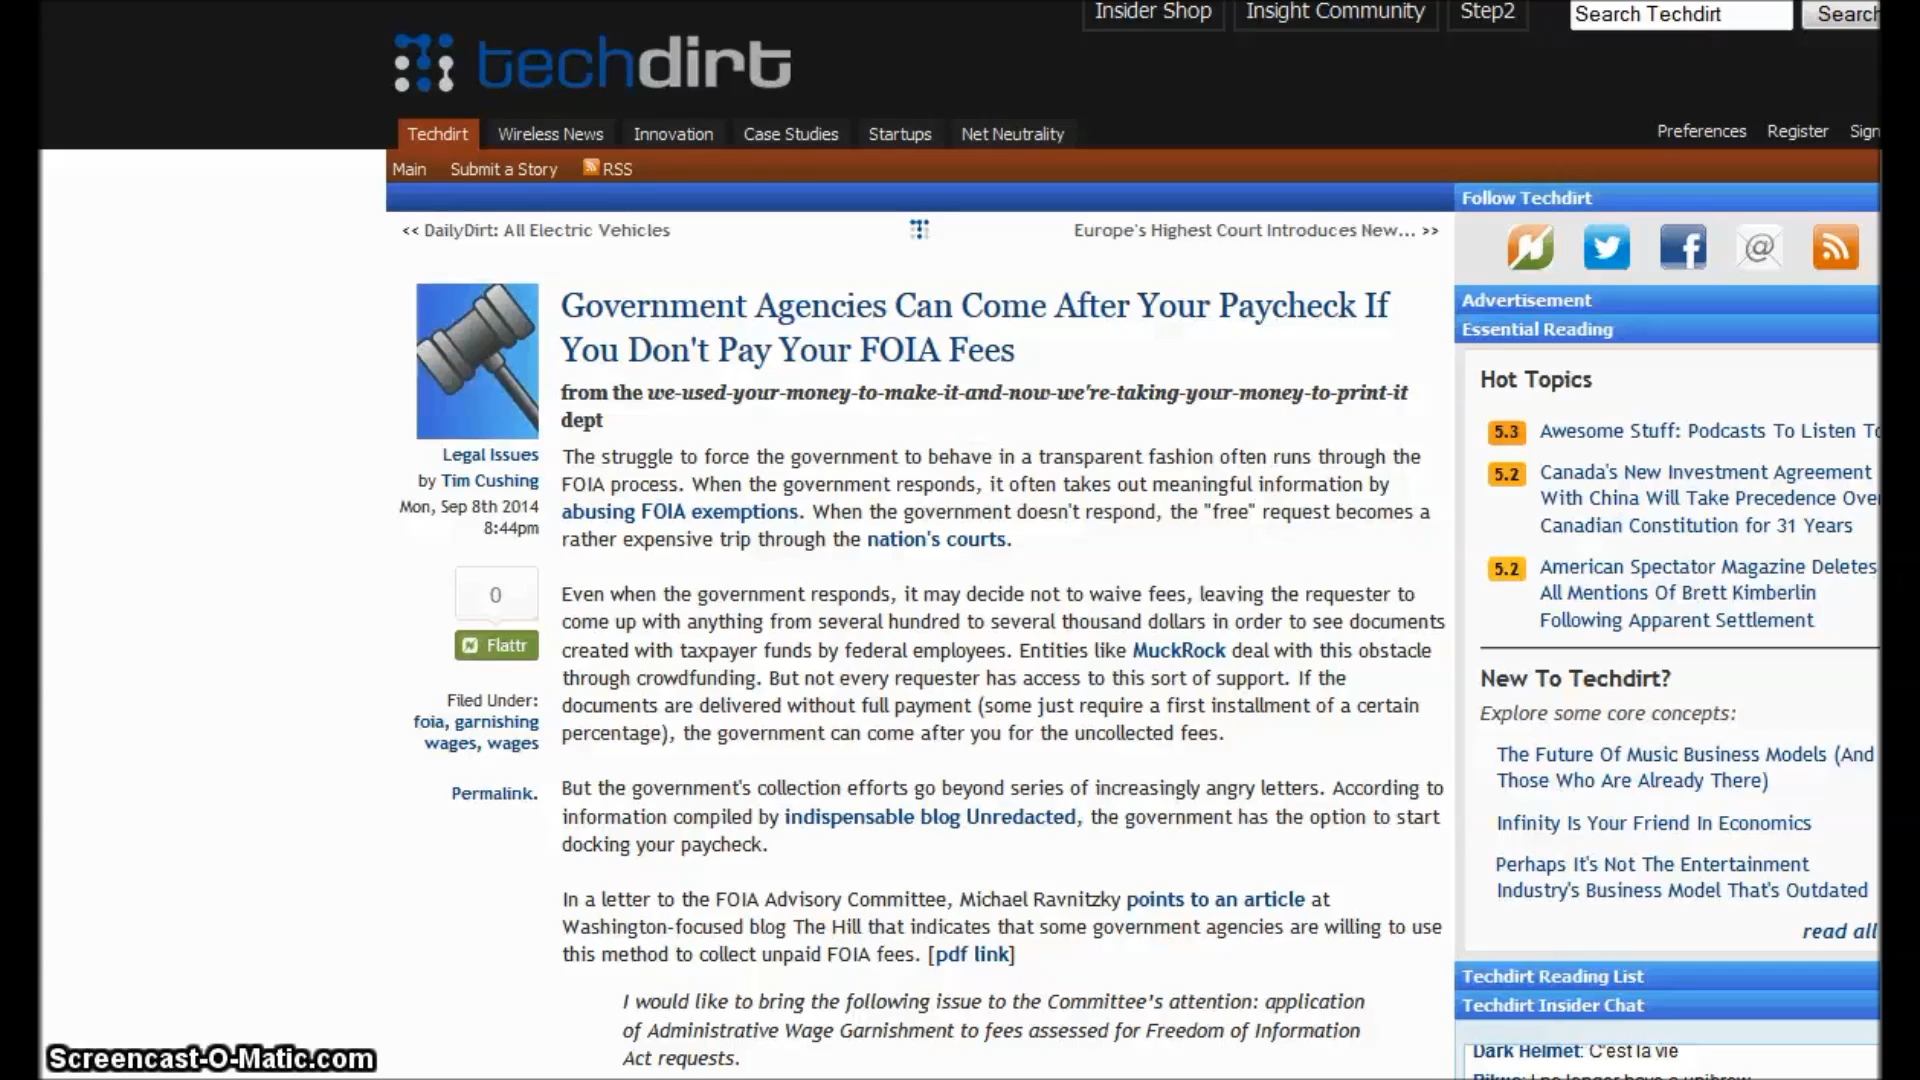 Insider Shop
Insight Community
Step2
Search Techdirt
Search
techdirt
Techdirt
Wireless News
Innovation
Case Studies
Startups
Net Neutrality
Preferences
Register
Sign
Main
Submit a Story
RSS
Follow Techdirt
<< DailyDirt: All Electric Vehicles
Europe's Highest Court Introduces New... >>
Government Agencies Can Come After Your Paycheck If
You Don't Pay Your FOIA Fees
from the we-used-your-money-to-make-it-and-now-we're-taking-your-money-to-print-it
dept
Legal Issues
by Tim Cushing
Mon, Sep 8th 2014
8:44pm
0
Flattr
Filed Under:
foia, garnishing
wages, wages
Permalink.
The struggle to force the government to behave in a transparent fashion often runs through the
FOIA process. When the government responds, it often takes out meaningful information by
abusing FOIA exemptions. When the government doesn't respond, the "free" request becomes a
rather expensive trip through the nation's courts.
Even when the government responds, it may decide not to waive fees, leaving the requester to
come up with anything from several hundred to several thousand dollars in order to see documents
created with taxpayer funds by federal employees. Entities like MuckRock deal with this obstacle
through crowdfunding. But not every requester has access to this sort of support. If the
documents are delivered without full payment (some just require a first installment of a certain
percentage), the government can come after you for the uncollected fees.
But the government's collection efforts go beyond series of increasingly angry letters. According to
information compiled by indispensable blog Unredacted, the government has the option to start
docking your paycheck.
In a letter to the FOIA Advisory Committee, Michael Ravnitzky points to an article at
Washington-focused blog The Hill that indicates that some government agencies are willing to use
this method to collect unpaid FOIA fees. [pdf link]
I would like to bring the following issue to the Committee's attention: application
of Administrative Wage Garnishment to fees assessed for Freedom of Information
Act requests.
Advertisement
Essential Reading
Hot Topics
5.3 Awesome Stuff: Podcasts To Listen To
5.2 Canada's New Investment Agreement
With China Will Take Precedence Over
Canadian Constitution for 31 Years
5.2 American Spectator Magazine Deletes
All Mentions Of Brett Kimberlin
Following Apparent Settlement
New To Techdirt?
Explore some core concepts:
The Future Of Music Business Models (And
Those Who Are Already There)
Infinity Is Your Friend In Economics
Perhaps It's Not The Entertainment
Industry's Business Model That's Outdated
read all
Techdirt Reading List
Techdirt Insider Chat
Dark Helmet: C'est la vie
Screencast-O-Matic.com